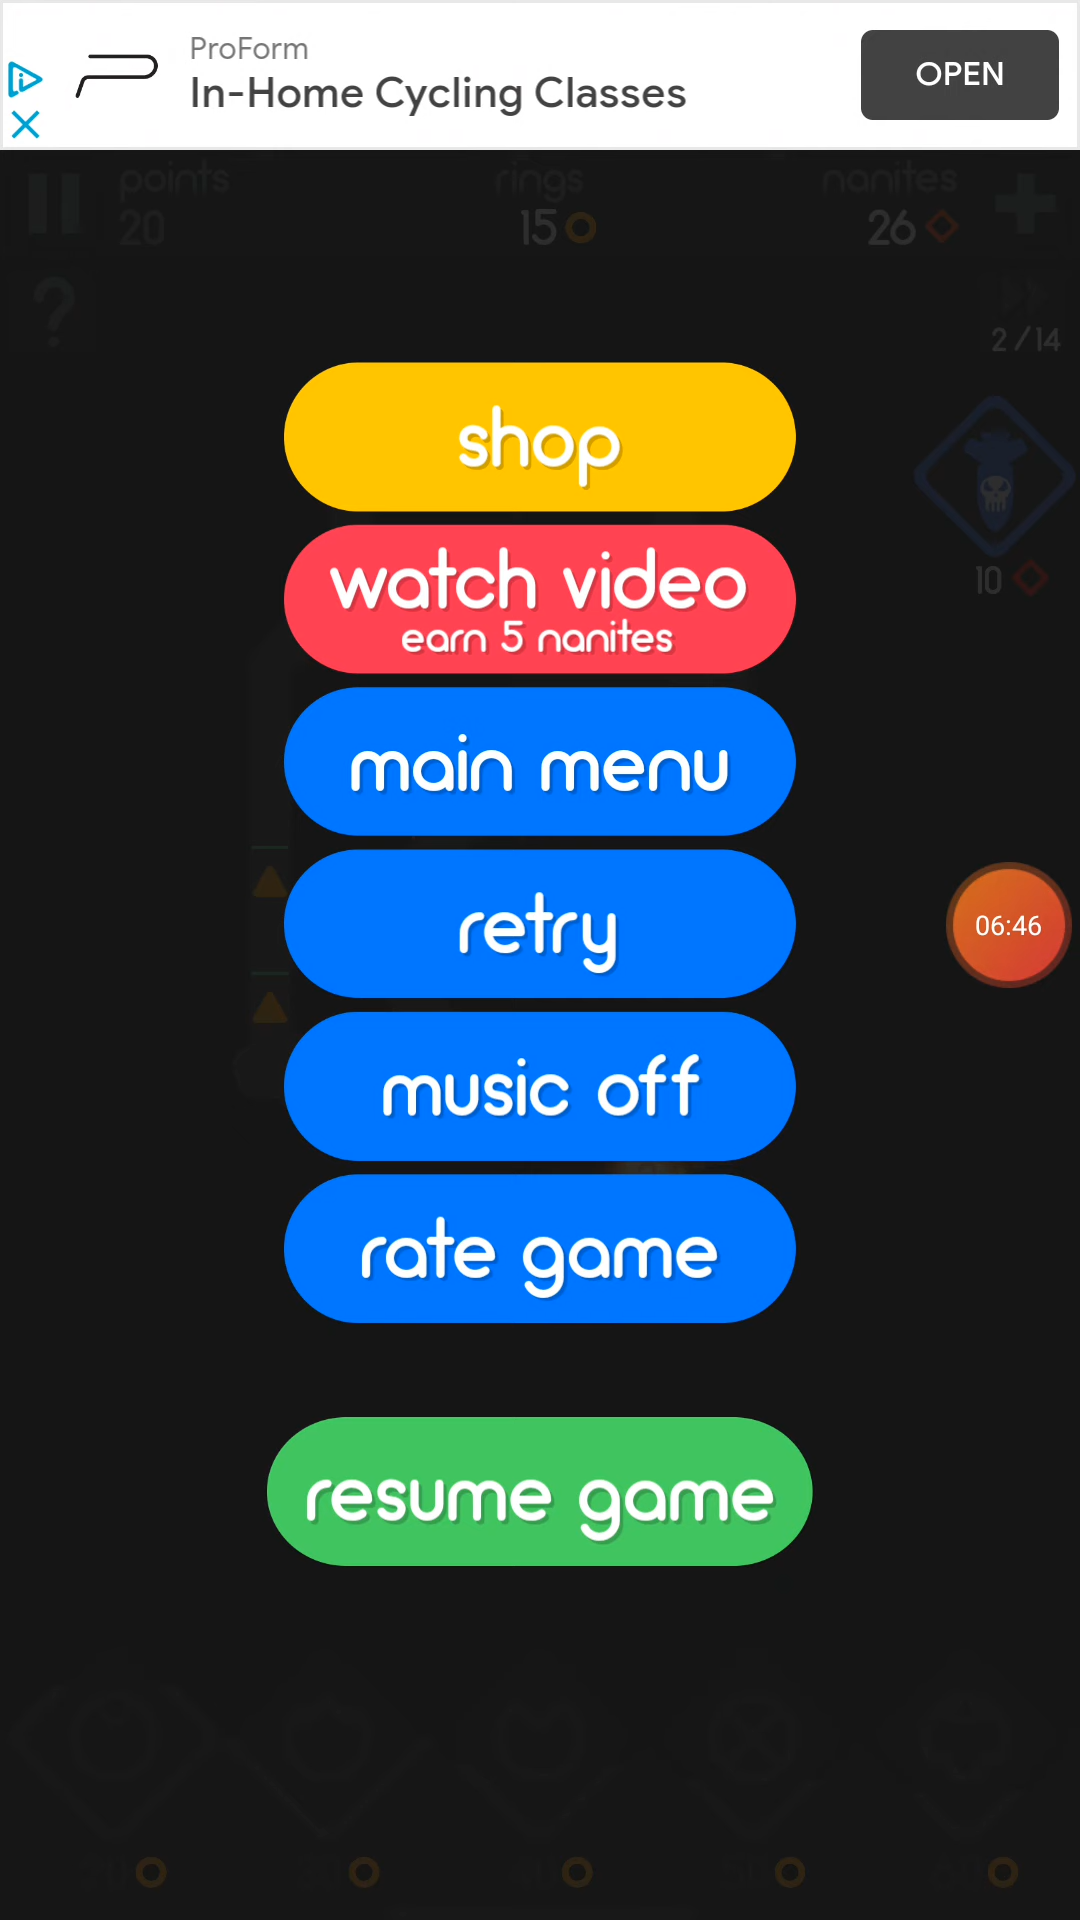 ProForm
In-Home Cycling Classes
OPEN
points
rings
nanites
20
15
26
?
2/14
10
shop
watch video
earn 5 nanites
main menu
retry
06:46
music off
rate game
resume game